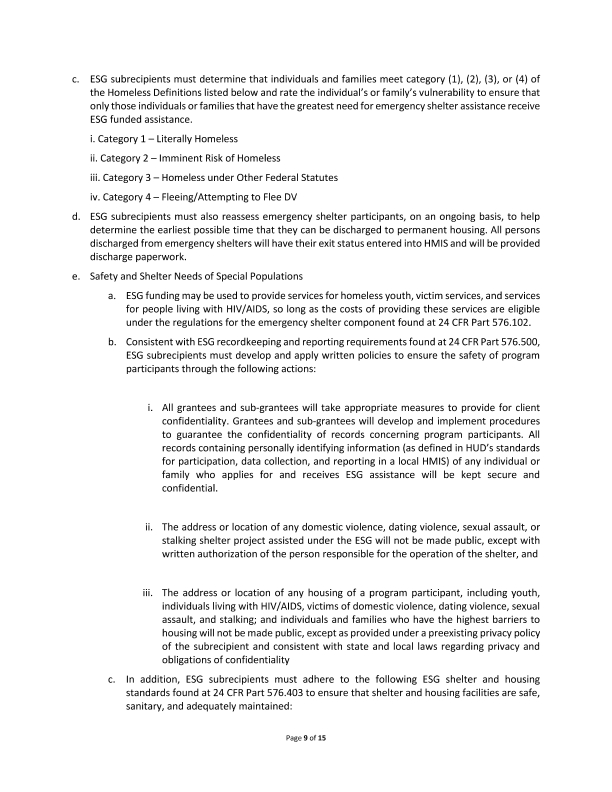 c. ESG subrecipients must determine that individuals and families meet category (1), (2), (3), or (4) of
the Homeless Definitions listed below and rate the individual's or family's vulnerability to ensure that
only those individuals or families that have the greatest need for emergency shelter assistance receive
ESG funded assistance.
i. Category 1 – Literally Homeless
ii. Category 2 – Imminent Risk of Homeless
iii. Category 3 – Homeless under Other Federal Statutes
iv. Category 4 – Fleeing/Attempting to Flee DV
d. ESG subrecipients must also reassess emergency shelter participants, on an ongoing basis, to help
determine the earliest possible time that they can be discharged to permanent housing. All persons
discharged from emergency shelters will have their exit status entered into HMIS and will be provided
discharge paperwork.
e. Safety and Shelter Needs of Special Populations
a. ESG funding may be used to provide services for homeless youth, victim services, and services
for people living with HIV/AIDS, so long as the costs of providing these services are eligible
under the regulations for the emergency shelter component found at 24 CFR Part 576.102.
b. Consistent with ESG recordkeeping and reporting requirements found at 24 CFR Part 576.500,
ESG subrecipients must develop and apply written policies to ensure the safety of program
participants through the following actions:
i. All grantees and sub-grantees will take appropriate measures to provide for client
confidentiality. Grantees and sub-grantees will develop and implement procedures
to guarantee the confidentiality of records concerning program participants. All
records containing personally identifying information (as defined in HUD's standards
for participation, data collection, and reporting in a local HMIS) of any individual or
family who applies for and receives ESG assistance will be kept secure and
confidential.
ii. The address or location of any domestic violence, dating violence, sexual assault, or
stalking shelter project assisted under the ESG will not be made public, except with
written authorization of the person responsible for the operation of the shelter, and
iii. The address or location of any housing of a program participant, including youth,
individuals living with HIV/AIDS, victims of domestic violence, dating violence, sexual
assault, and stalking; and individuals and families who have the highest barriers to
housing will not be made public, except as provided under a preexisting privacy policy
of the subrecipient and consistent with state and local laws regarding privacy and
obligations of confidentiality
c. In addition, ESG subrecipients must adhere to the following ESG shelter and housing
standards found at 24 CFR Part 576.403 to ensure that shelter and housing facilities are safe,
sanitary, and adequately maintained:
Page 9 of 15